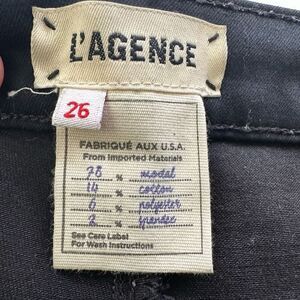 L'AGENCE
26
FABRIQUÉ AUX U.S.A.
From Imported Materials
78 % modal
14 % cotton
6 % polyester
2 % spandex
See Care Label
For Wash Instructions